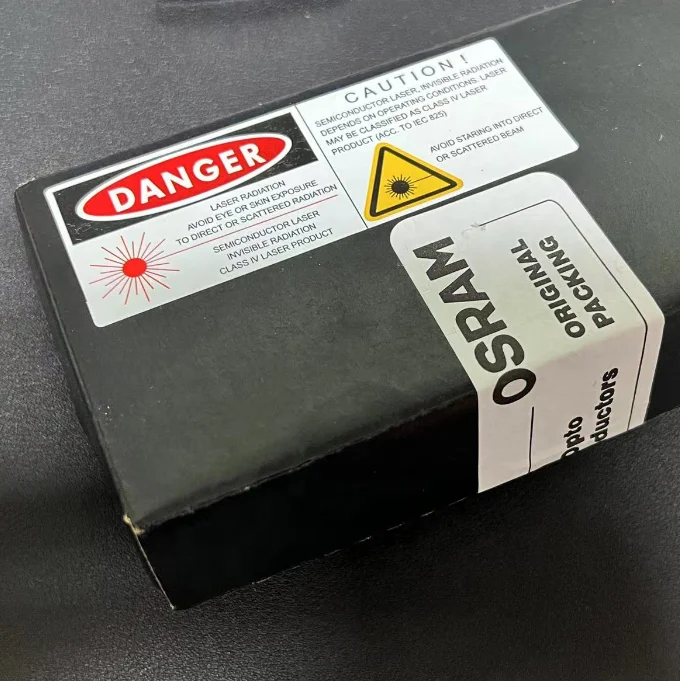 DANGER
LASER RADIATION
AVOID EYE OR SKIN EXPOSURE
TO DIRECT OR SCATTERED RADIATION
SEMICONDUCTOR LASER
INVISIBLE RADIATION
CLASS IV LASER PRODUCT
CAUTION !
SEMICONDUCTOR LASER, INVISIBLE RADIATION
DEPENDS ON OPERATING CONDITIONS. LASER
MAY BE CLASSIFIED AS CLASS IV LASER
PRODUCT (ACC. TO IEC 825)
AVOID STARING INTO DIRECT
OR SCATTERED BEAM
OSRAM
ORIGINAL
PACKING
Opto
ductors